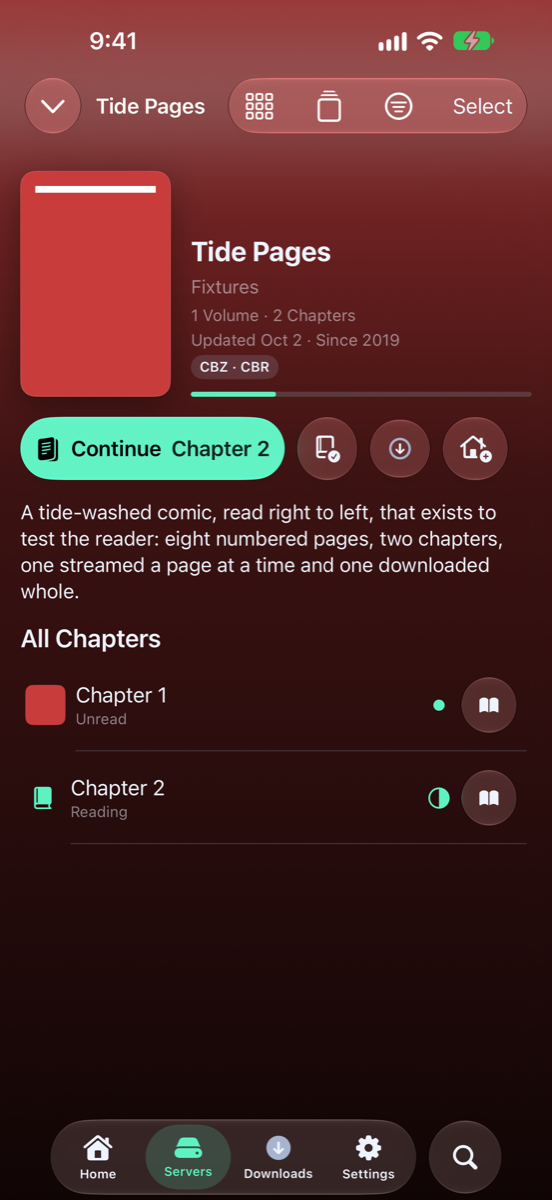 9:41
Tide Pages
Select
Tide Pages
Fixtures
1 Volume · 2 Chapters
Updated Oct 2 · Since 2019
CBZ · CBR
Continue Chapter 2
A tide-washed comic, read right to left, that exists to
test the reader: eight numbered pages, two chapters,
one streamed a page at a time and one downloaded
whole.
All Chapters
Chapter 1
Unread
Chapter 2
Reading
Home
Servers
Downloads
Settings